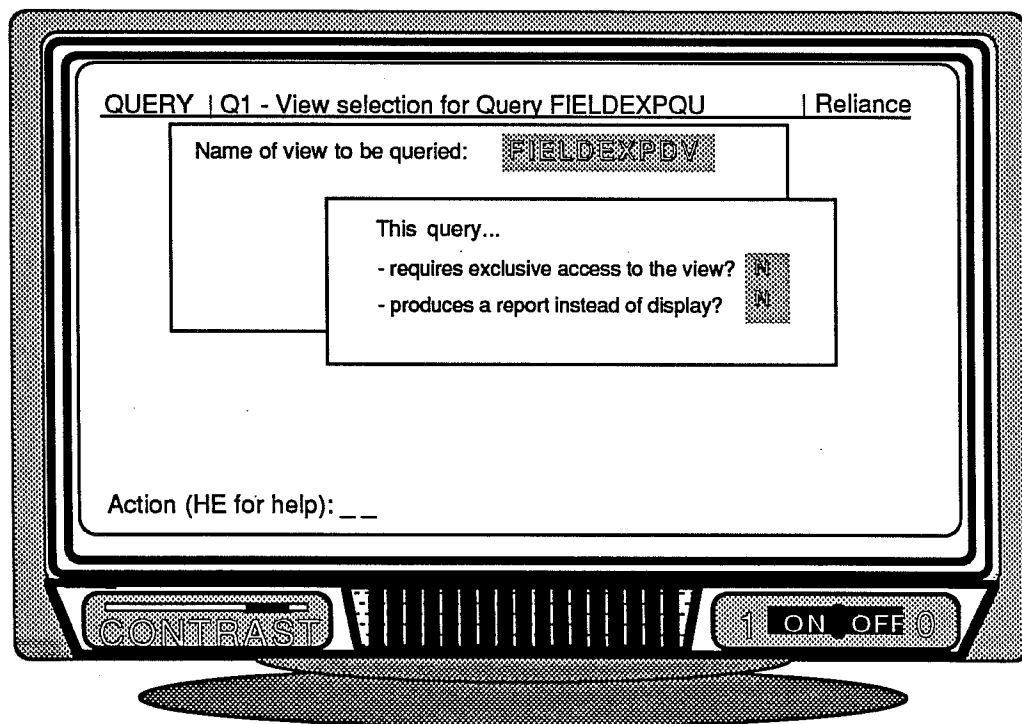 QUERY | Q1 - View selection for Query FIELDEXPQU | Reliance
Name of view to be queried: FIELDEXPDV
This query...
- requires exclusive access to the view? N
- produces a report instead of display? N
Action (HE for help): _ _
CONTRAST
1 ON OFF 0